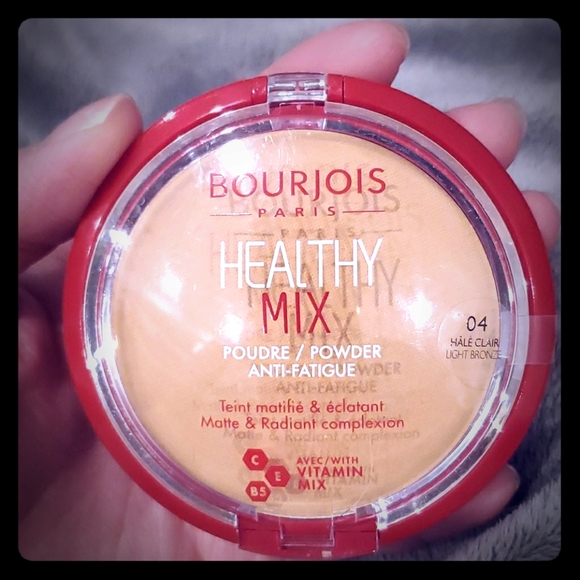 BOURJOIS
PARIS
HEALTHY
MIX
POUDRE / POWDER
ANTI-FATIGUE
Teint matifié & éclatant
Matte & Radiant complexion
C
E
B5
AVEC/WITH
VITAMIN
MIX
04
HÂLÉ CLAIR
LIGHT BRONZE